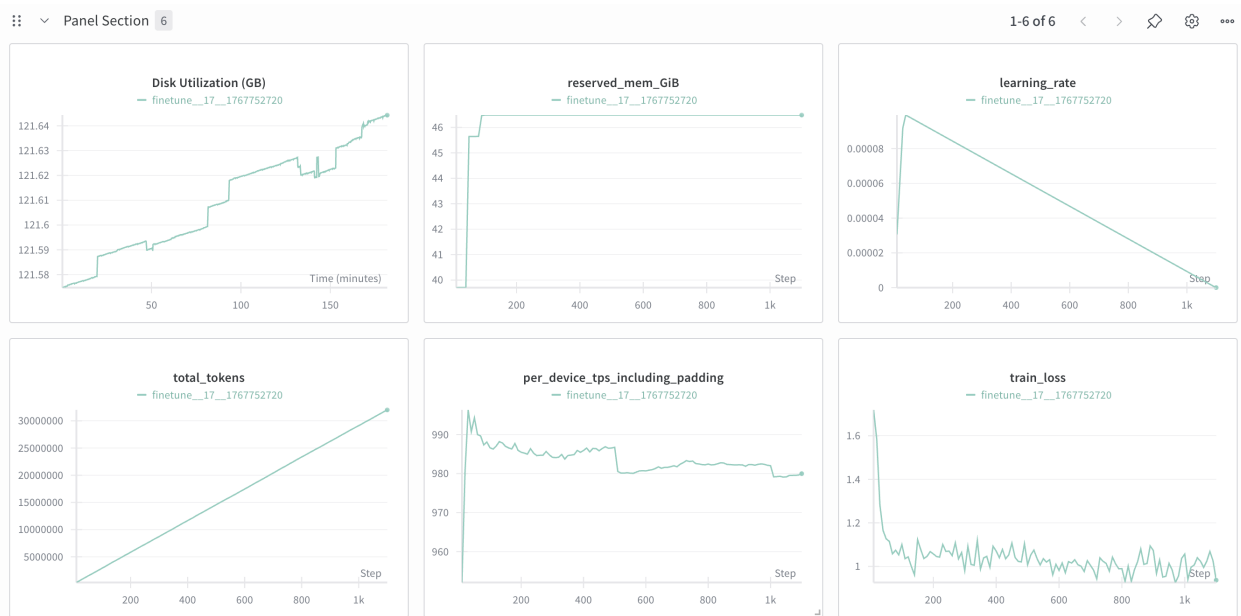 Panel Section 6
1-6 of 6
Disk Utilization (GB)
finetune__17__1767752720
121.64
121.63
121.62
121.61
121.6
121.59
121.58
Time (minutes)
50 100 150
reserved_mem_GiB
finetune__17__1767752720
46
45
44
43
42
41
40
Step
200 400 600 800 1k
learning_rate
finetune__17__1767752720
0.00008
0.00006
0.00004
0.00002
0
Step
200 400 600 800 1k
total_tokens
finetune__17__1767752720
30000000
25000000
20000000
15000000
10000000
5000000
Step
200 400 600 800 1k
per_device_tps_including_padding
finetune__17__1767752720
990
980
970
960
Step
200 400 600 800 1k
train_loss
finetune__17__1767752720
1.6
1.4
1.2
1
Step
200 400 600 800 1k